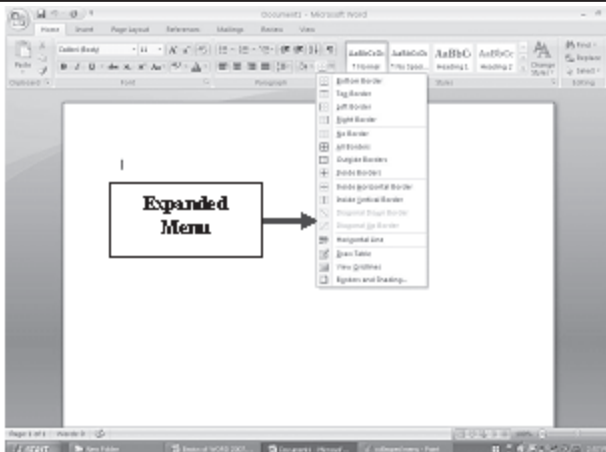 Document1 - Microsoft Word
Home Insert Page Layout References Mailings Review View
Calibri (Body) 11
Find
Replace
Select
Paste
B I U abc
AaBbCcDc AaBbCcDc AaBbC AaBbCc
¶ Normal Heading 1 Heading 2 Change
Styles
Clipboard Font Paragraph Styles Editing
Bottom Border
Top Border
Left Border
Right Border
No Border
All Borders
Outside Borders
Inside Borders
Inside Horizontal Border
Inside Vertical Border
Diagonal Down Border
Diagonal Up Border
Horizontal Line
Draw Table
View Gridlines
Borders and Shading...
Expanded
Menu
Page 1 of 1 Words: 0
START New Folder Document1 - Microsof... - Paint